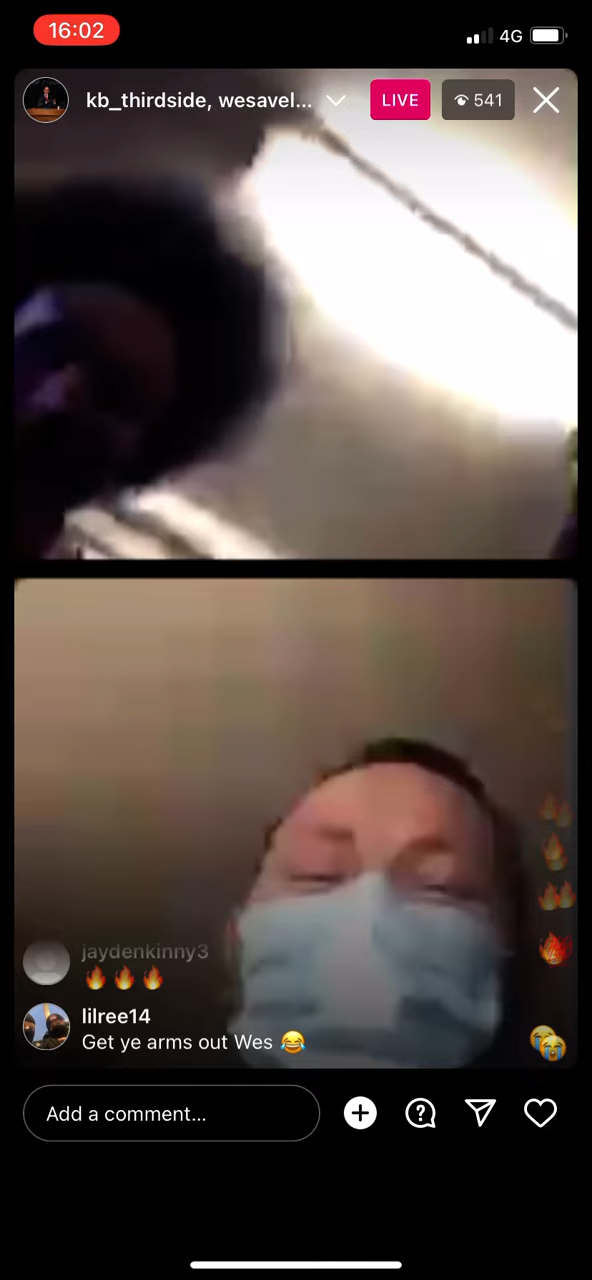 16:02
4G
kb_thirdside, wesavel...
LIVE
541
jaydenkinny3
🔥🔥🔥
lilree14
Get ye arms out Wes 😂
Add a comment...